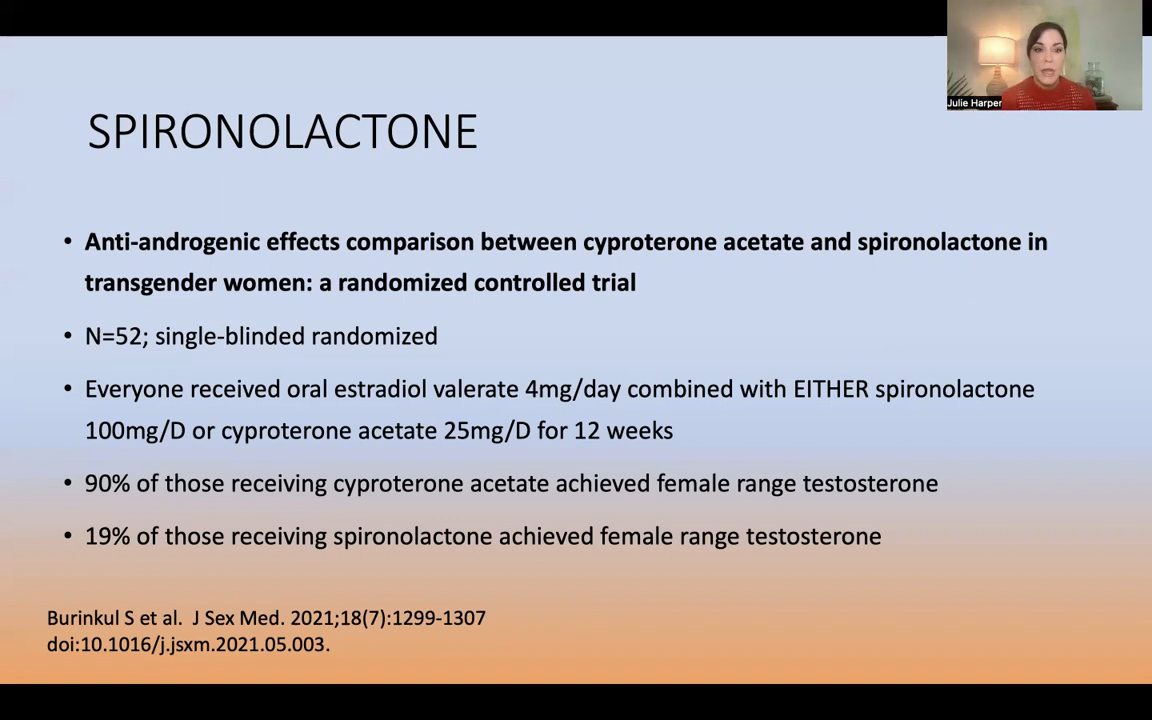 Julie Harper
SPIRONOLACTONE
• Anti-androgenic effects comparison between cyproterone acetate and spironolactone in
transgender women: a randomized controlled trial
• N=52; single-blinded randomized
• Everyone received oral estradiol valerate 4mg/day combined with EITHER spironolactone
100mg/D or cyproterone acetate 25mg/D for 12 weeks
• 90% of those receiving cyproterone acetate achieved female range testosterone
• 19% of those receiving spironolactone achieved female range testosterone
Burinkul S et al. J Sex Med. 2021;18(7):1299-1307
doi:10.1016/j.jsxm.2021.05.003.